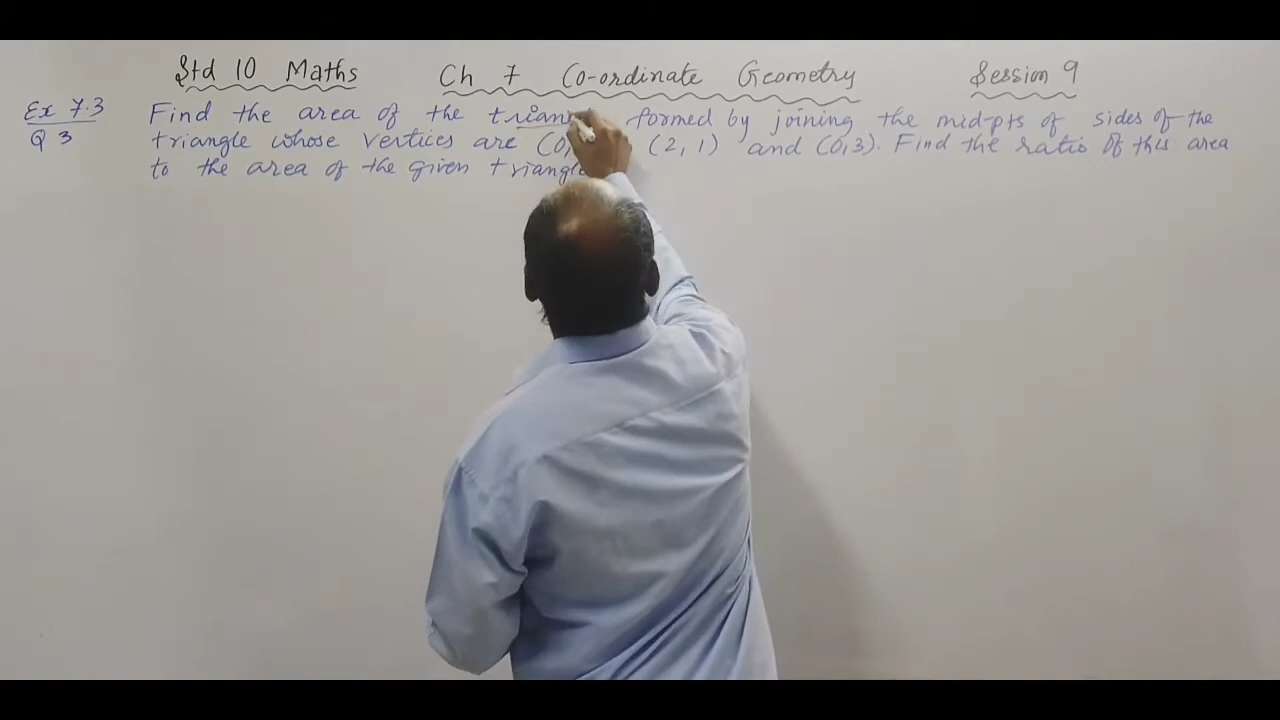 Std 10 Maths Ch 7 Co-ordinate Geometry Session 9
Ex 7.3 Find the area of the formed by joining the mid-pts of sides of the
Q 3 triangle whose vertices are (0, (2, 1) and (0,3). Find the ratio of this area
to the area of the given triangle